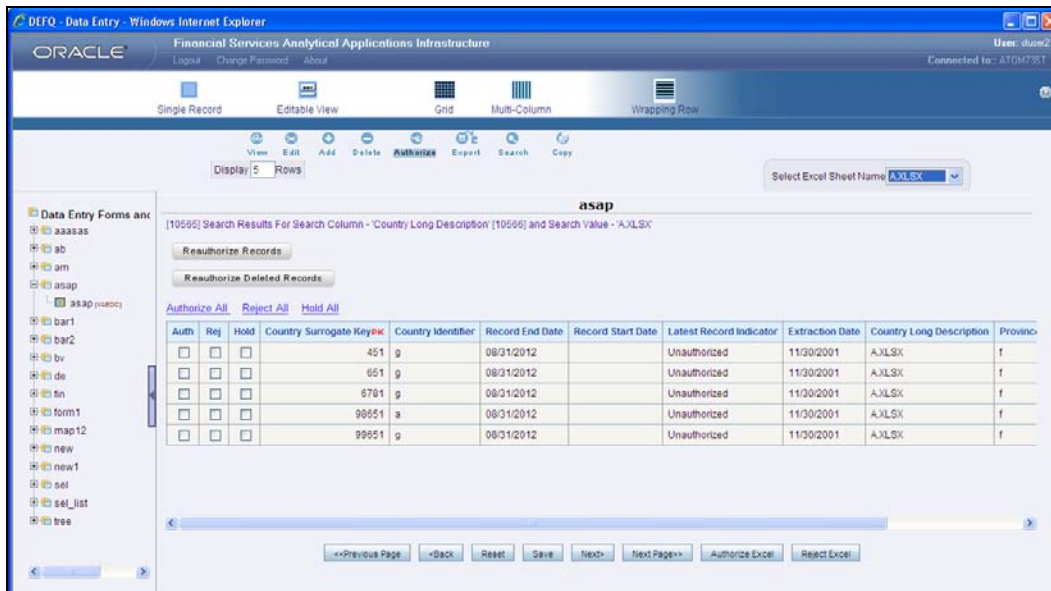 DEFQ - Data Entry - Windows Internet Explorer
ORACLE
Financial Services Analytical Applications Infrastructure
User:
Logout Change Password About
Connected to:: ATOM735T
Single Record Editable View Grid Multi-Column Wrapping Row
View Edit Add Delete Authorize Export Search Copy
Display 5 Rows
Select Excel Sheet Name A.XLSX
asap
[10565] Search Results For Search Column - 'Country Long Description' [10566] and Search Value - 'A.XLSX'
Reauthorize Records
Reauthorize Deleted Records
Authorize All Reject All Hold All
Data Entry Forms and
aaasas
ab
am
asap
asap
bar1
bar2
bv
de
fin
form1
map12
new
new1
sel
sel_list
tree
Auth Rej Hold Country Surrogate KeyPK Country Identifier Record End Date Record Start Date Latest Record Indicator Extraction Date Country Long Description Province
451 g 08/31/2012 Unauthorized 11/30/2001 A.XLSX f
651 g 08/31/2012 Unauthorized 11/30/2001 A.XLSX f
6781 g 08/31/2012 Unauthorized 11/30/2001 A.XLSX f
98651 a 08/31/2012 Unauthorized 11/30/2001 A.XLSX f
99651 g 08/31/2012 Unauthorized 11/30/2001 A.XLSX f
<<Previous Page <Back Reset Save Next> Next Page>> Authorize Excel Reject Excel